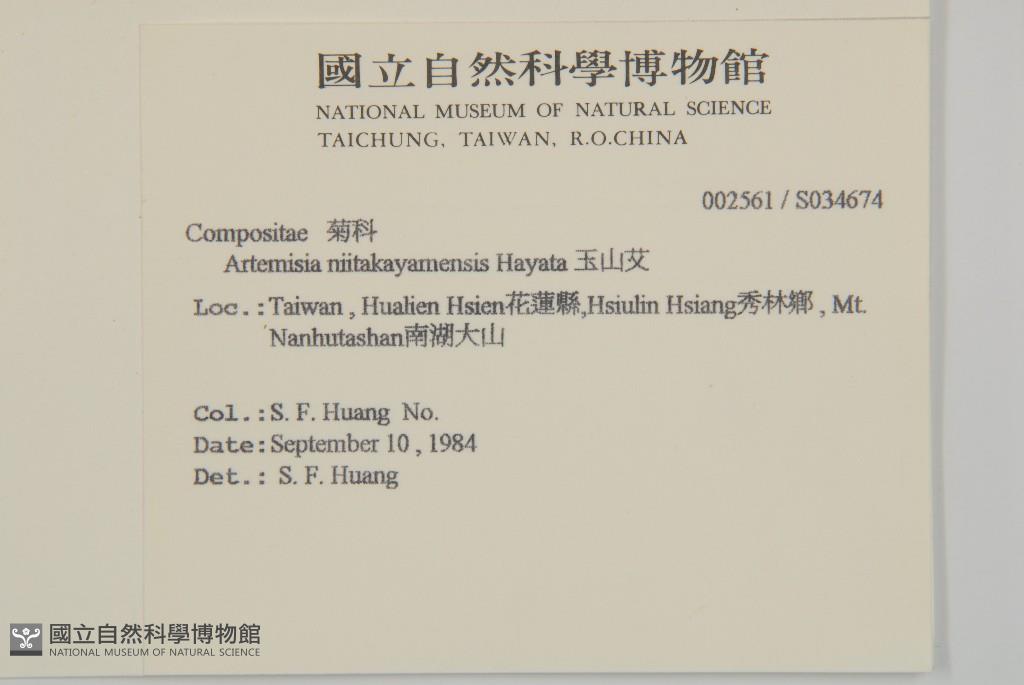 國立自然科學博物館
NATIONAL MUSEUM OF NATURAL SCIENCE
TAICHUNG, TAIWAN, R.O.CHINA
002561 / S034674
Compositae 菊科
Artemisia niitakayamensis Hayata 玉山艾
Loc.: Taiwan , Hualien Hsien花蓮縣,Hsiulin Hsiang秀林鄉 , Mt.
Nanhutashan南湖大山
Col.: S. F. Huang No.
Date: September 10 , 1984
Det.: S. F. Huang
國立自然科學博物館
NATIONAL MUSEUM OF NATURAL SCIENCE